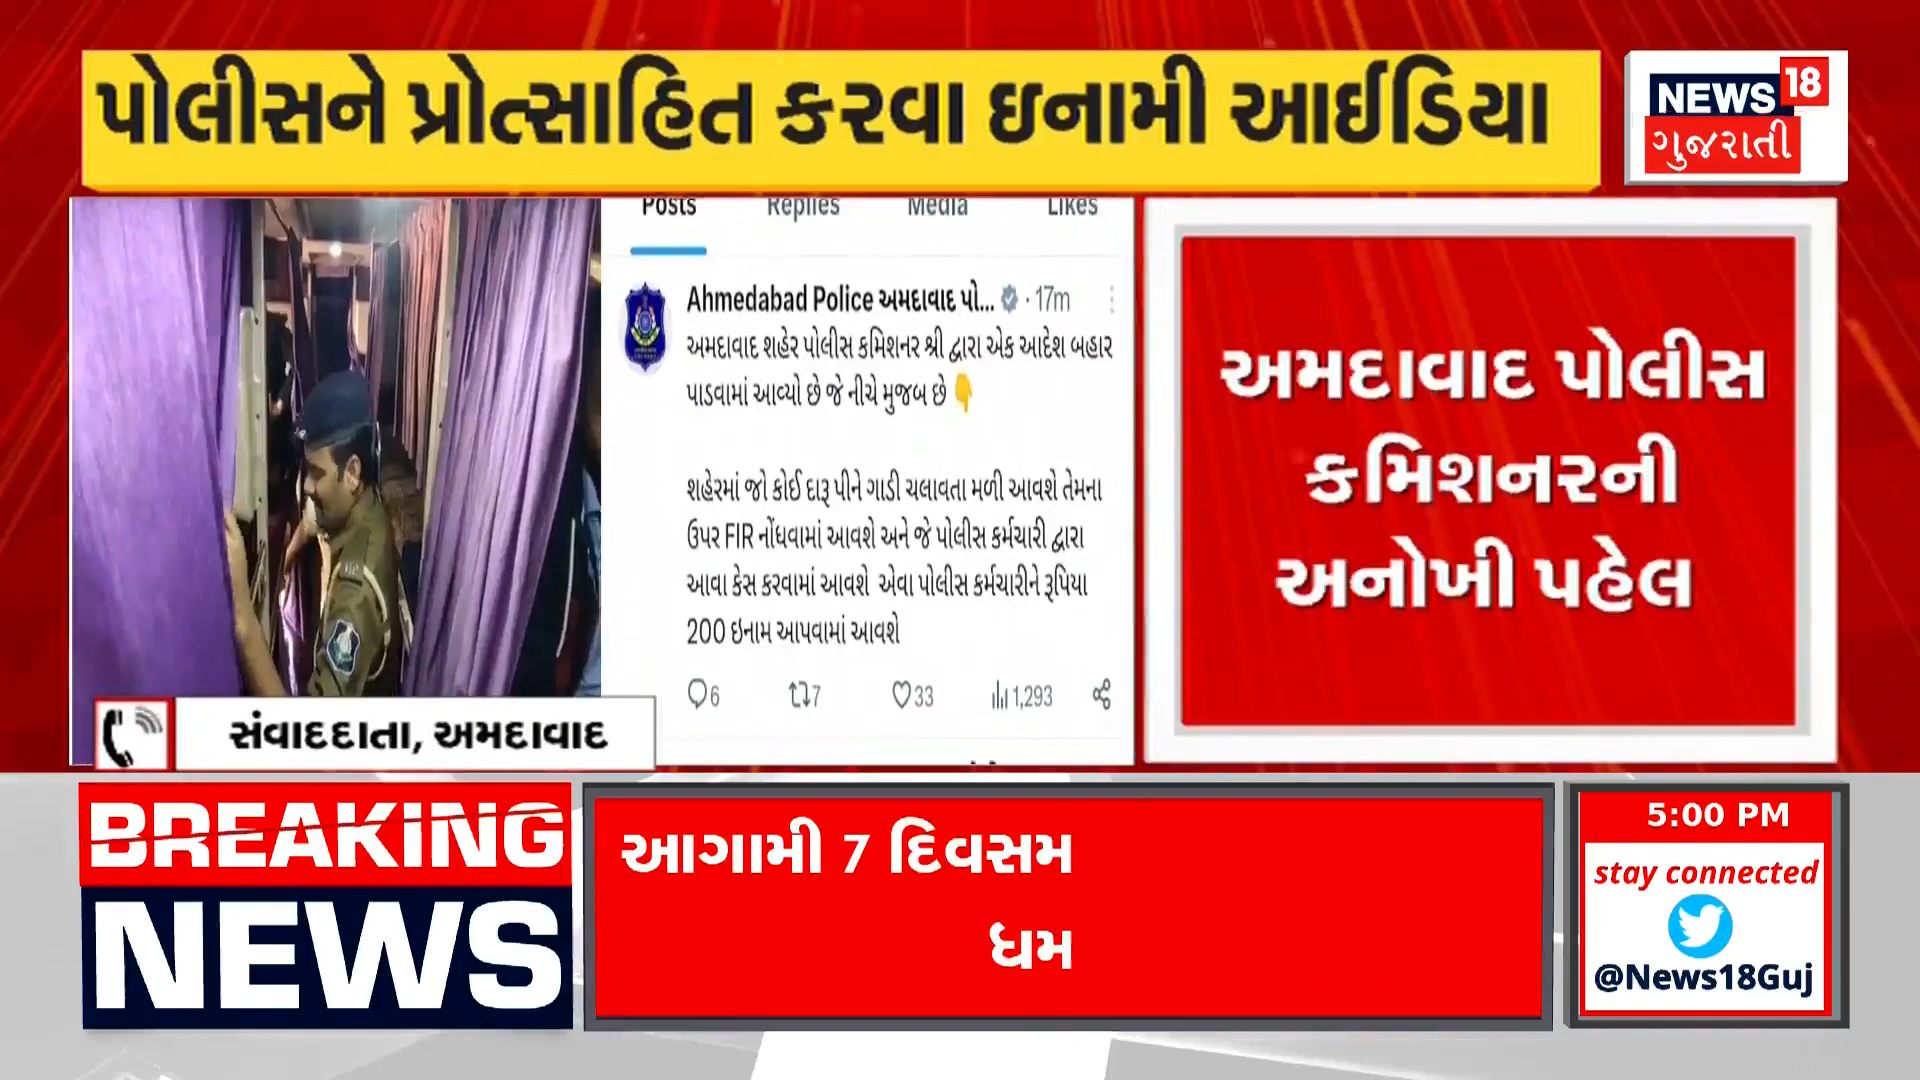 પોલીસને પ્રોત્સાહિત કરવા ઇનામી આઈડિયા
NEWS 18
ગુજરાતી
Posts Replies Media Likes
Ahmedabad Police અમદાવાદ પો... · 17m
અમદાવાદ શહેર પોલીસ કમિશનર શ્રી દ્વારા એક આદેશ બહાર
પાડવામાં આવ્યો છે જે નીચે મુજબ છે 👇
શહેરમાં જો કોઈ દારૂ પીને ગાડી ચલાવતા મળી આવશે તેમના
ઉપર FIR નોંધવામાં આવશે અને જે પોલીસ કર્મચારી દ્વારા
આવા કેસ કરવામાં આવશે એવા પોલીસ કર્મચારીને રૂપિયા
200 ઇનામ આપવામાં આવશે
6 7 33 1,293
અમદાવાદ પોલીસ
કમિશનરની
અનોખી પહેલ
સંવાદદાતા, અમદાવાદ
BREAKING
NEWS
આગામી 7 દિવસમ
ધમ
5:00 PM
stay connected
@News18Guj